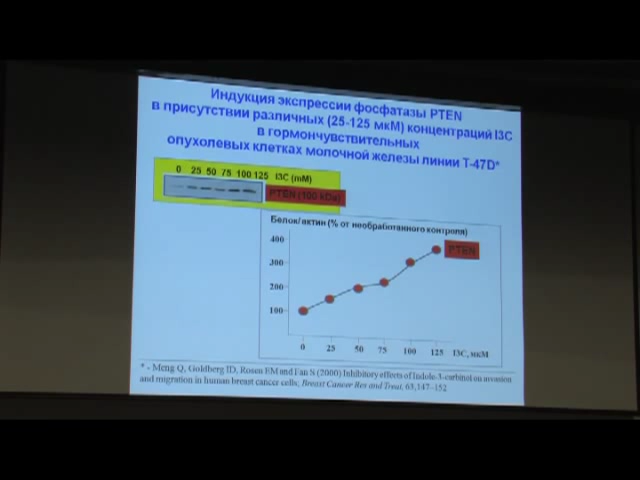 Индукция экспрессии фосфатазы PTEN
в присутствии различных (25-125 мкМ) концентраций I3C
в гормончувствительных
опухолевых клетках молочной железы линии T-47D*
0 25 50 75 100 125 I3C (mM)
PTEN (100 kDa)
Белок/актин (% от необработанного контроля)
400
300
200
100
PTEN
0 25 50 75 100 125 I3C, мкМ
* - Meng Q, Goldberg ID, Rosen EM and Fan S (2000) Inhibitory effects of Indole-3-carbinol on invasion
and migration in human breast cancer cells; Breast Cancer Res and Treat, 63,147–152